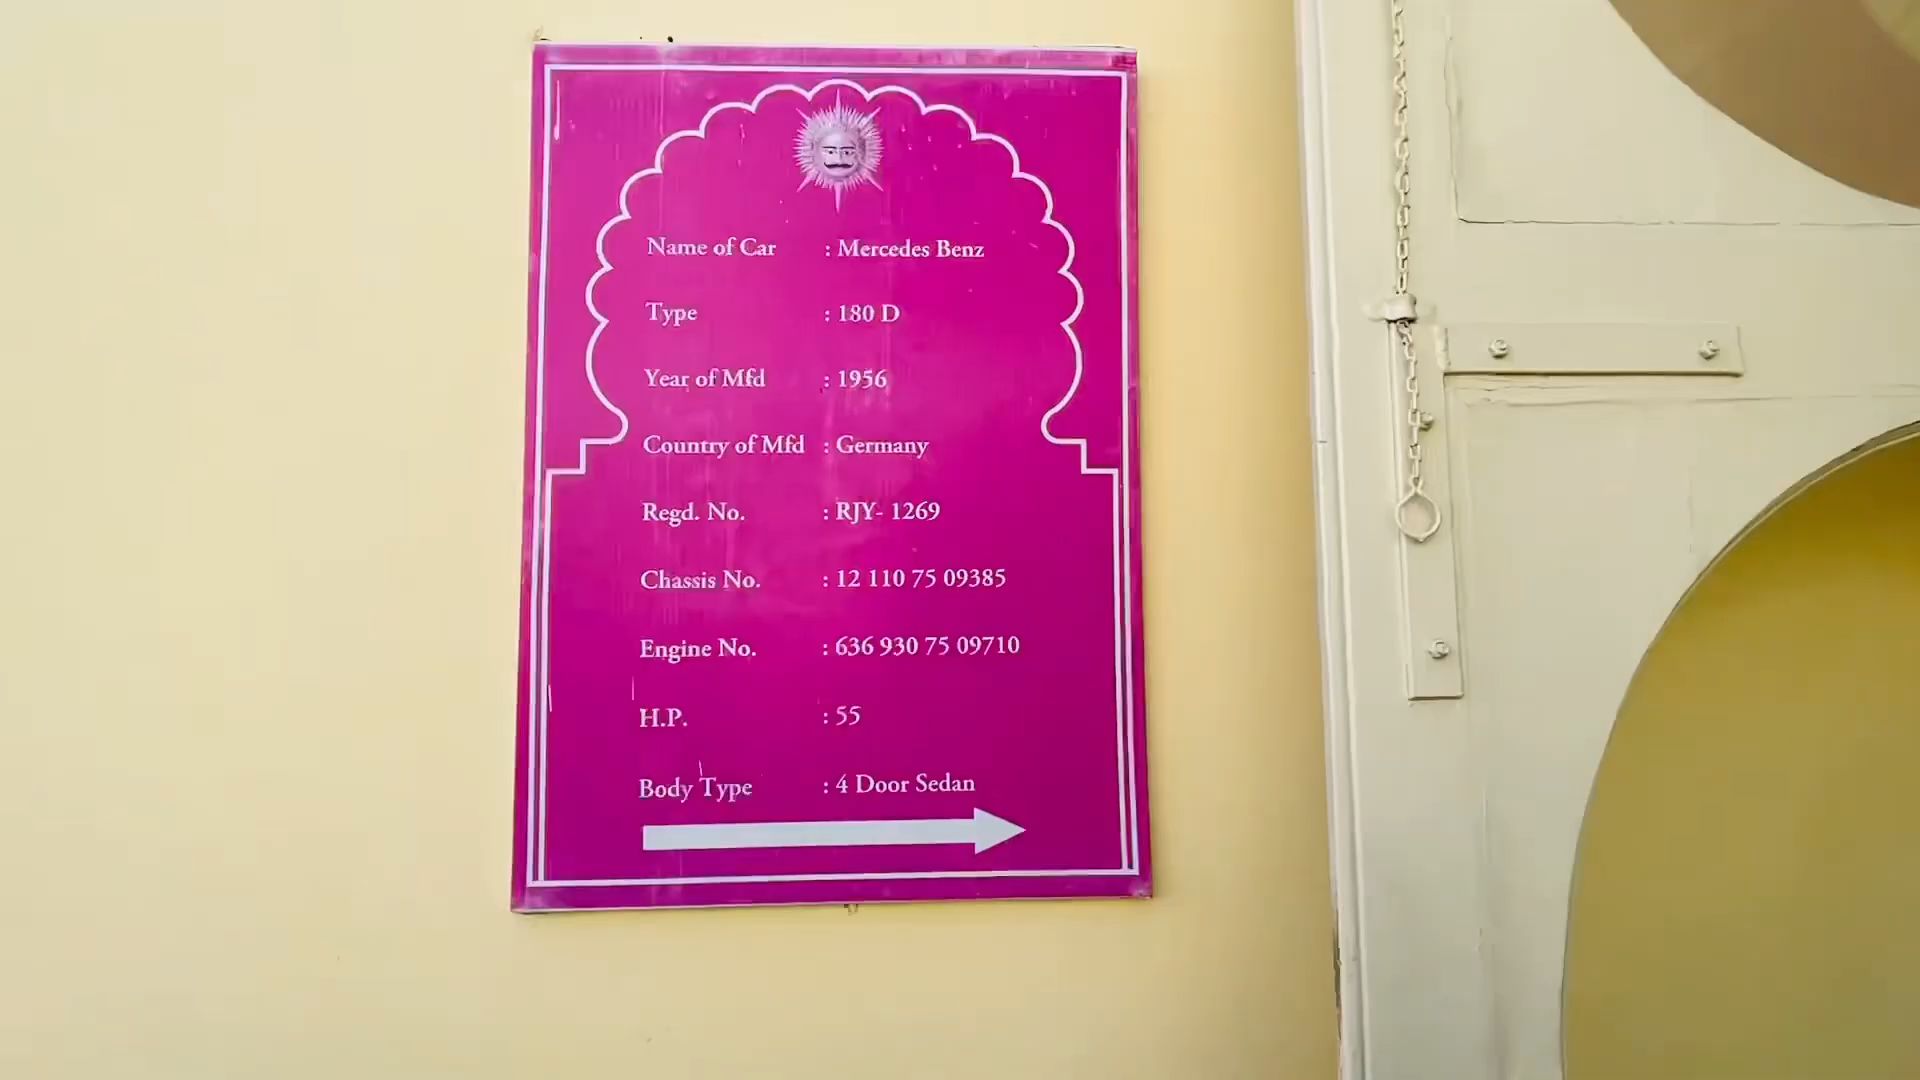 Name of Car : Mercedes Benz
Type : 180 D
Year of Mfd : 1956
Country of Mfd : Germany
Regd. No. : RJY- 1269
Chassis No. : 12 110 75 09385
Engine No. : 636 930 75 09710
H.P. : 55
Body Type : 4 Door Sedan